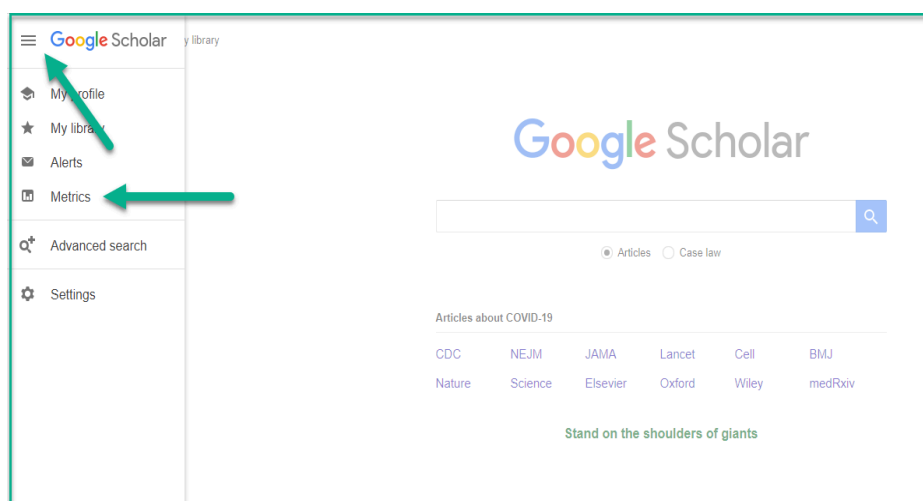 Google Scholar
y library
My profile
My library
Alerts
Metrics
Advanced search
Settings
Google Scholar
Articles Case law
Articles about COVID-19
CDC NEJM JAMA Lancet Cell BMJ
Nature Science Elsevier Oxford Wiley medRxiv
Stand on the shoulders of giants